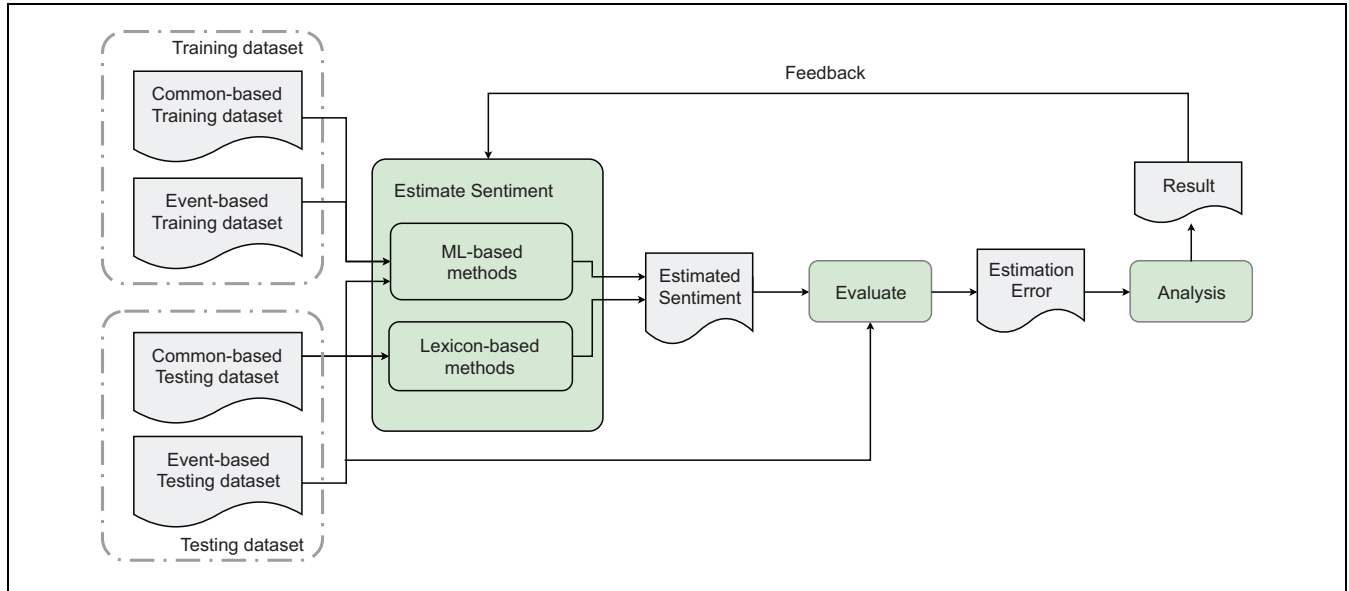 Training dataset
Common-based
Training dataset
Event-based
Training dataset
Common-based
Testing dataset
Event-based
Testing dataset
Testing dataset
Feedback
Estimate Sentiment
ML-based
methods
Lexicon-based
methods
Estimated
Sentiment
Evaluate
Estimation
Error
Analysis
Result